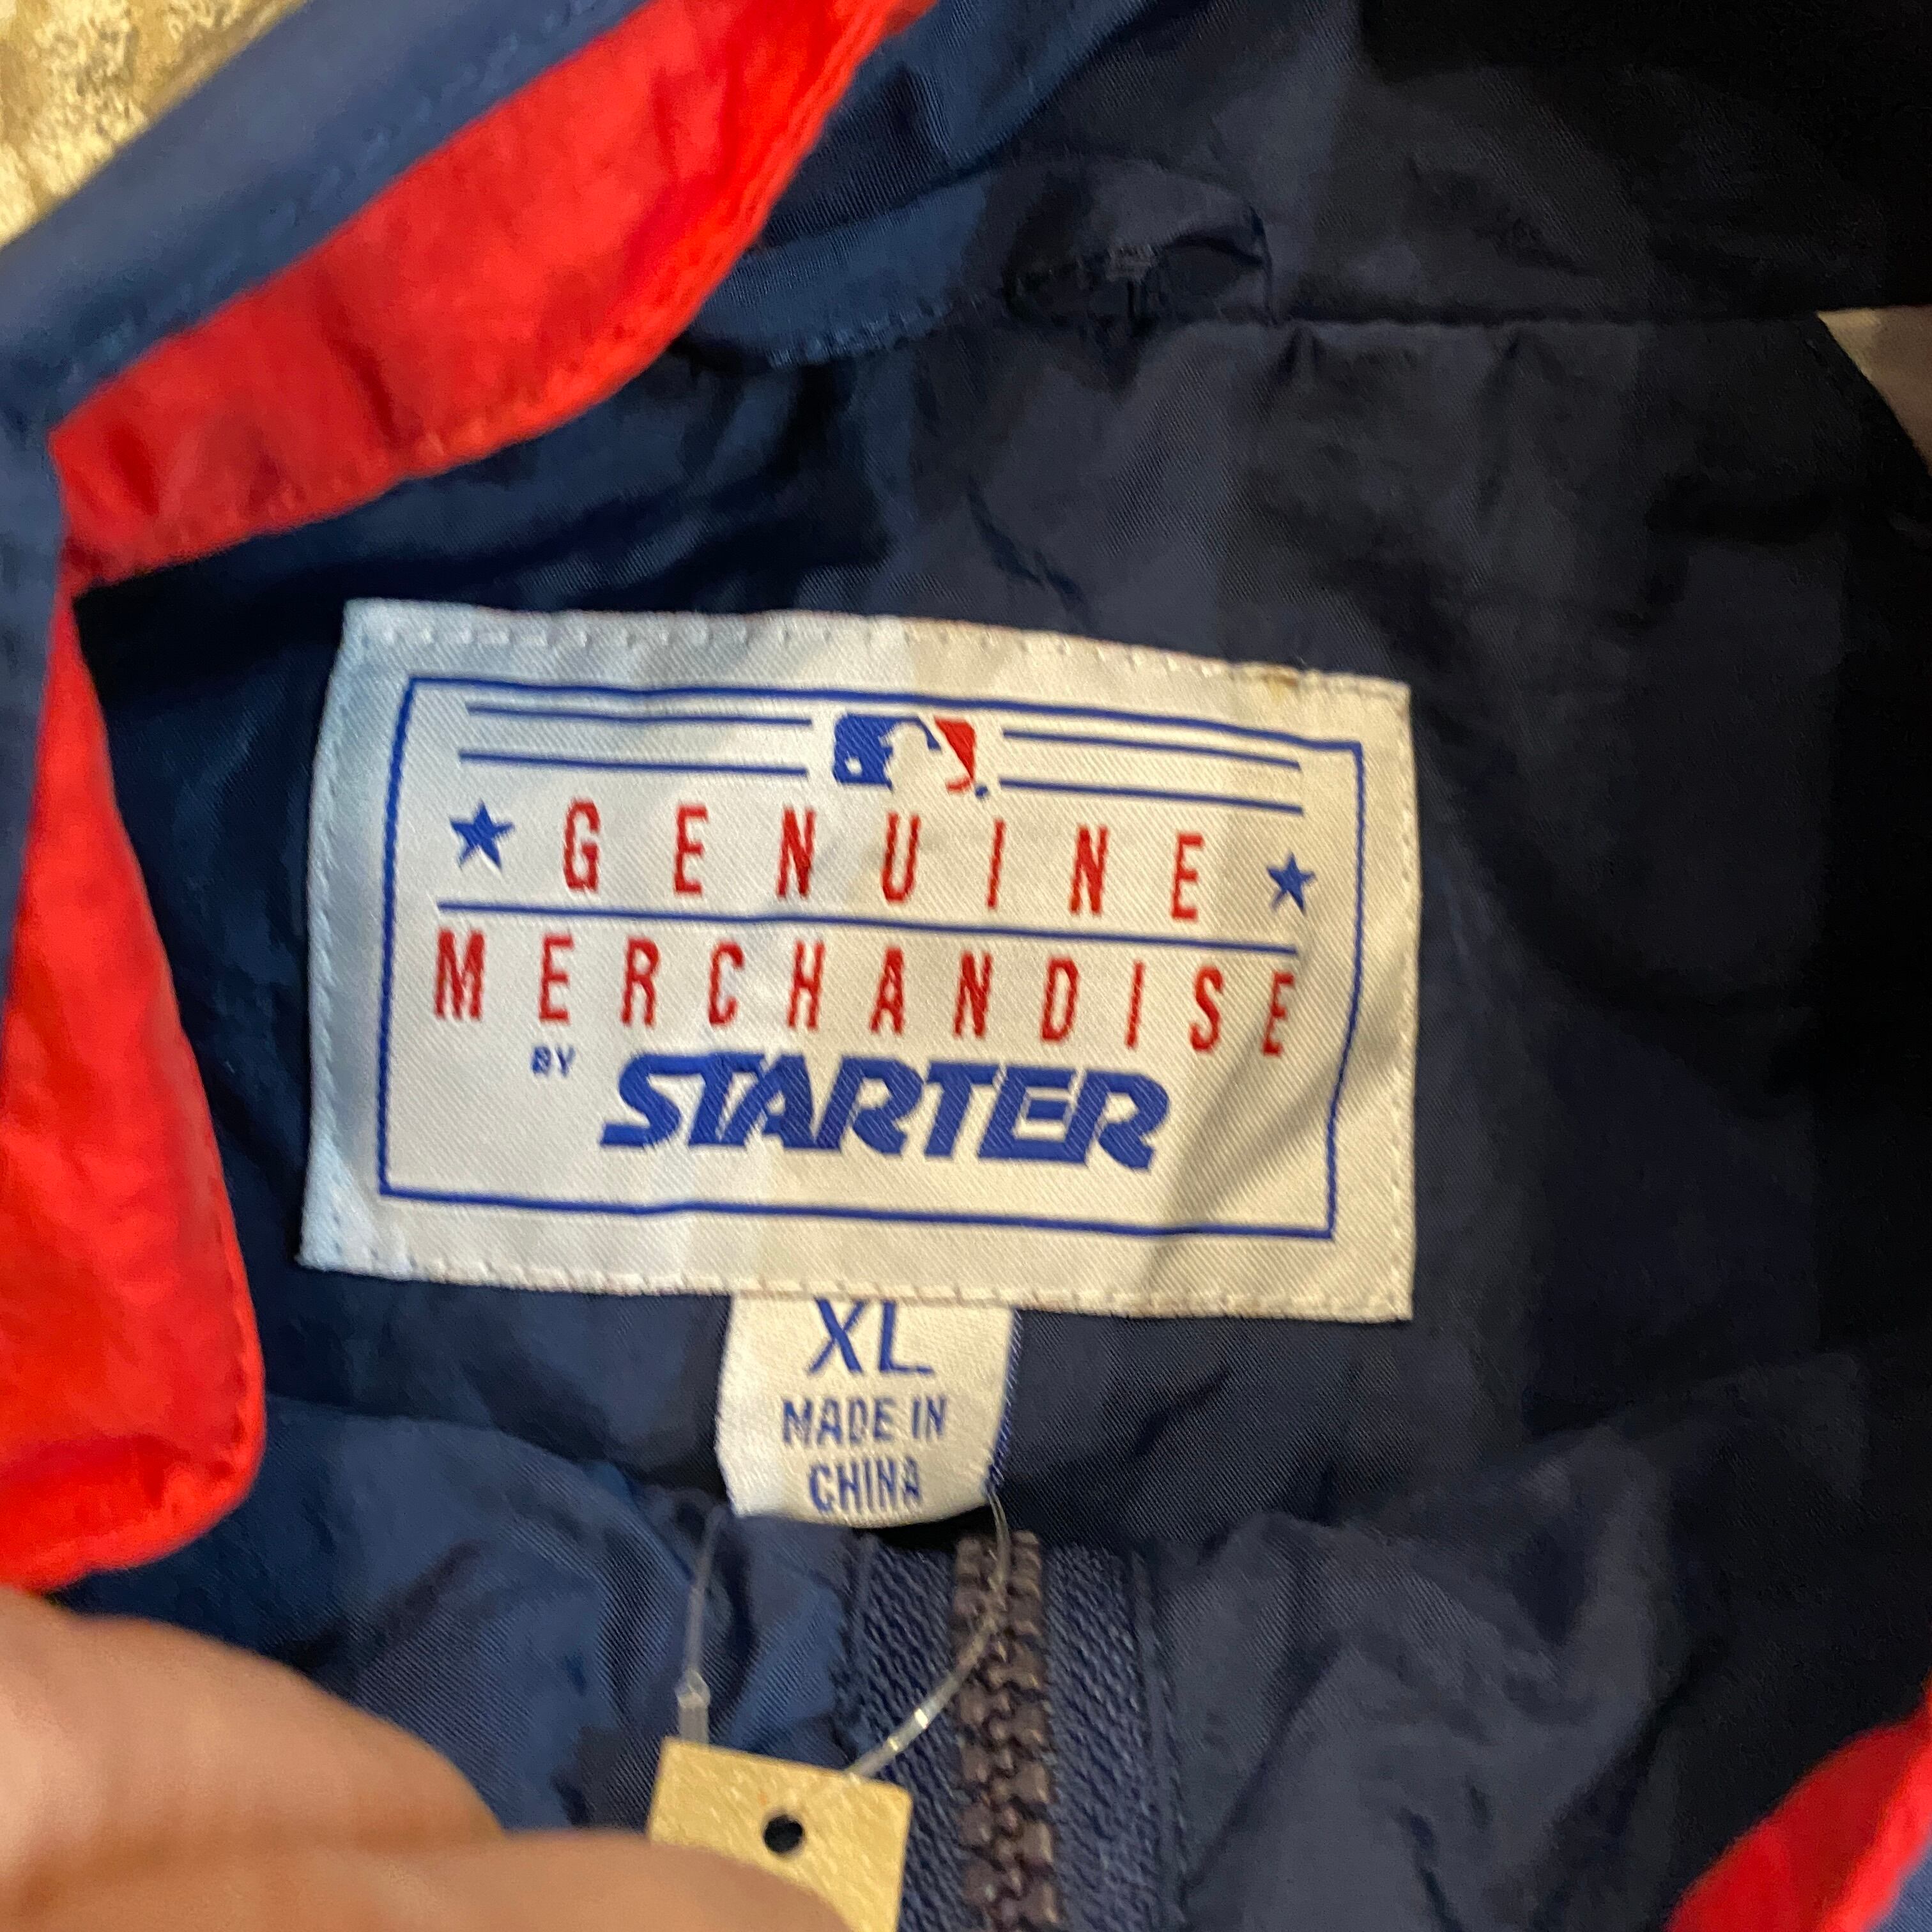 GENUINE
MERCHANDISE
BY STARTER
XL
MADE IN
CHINA